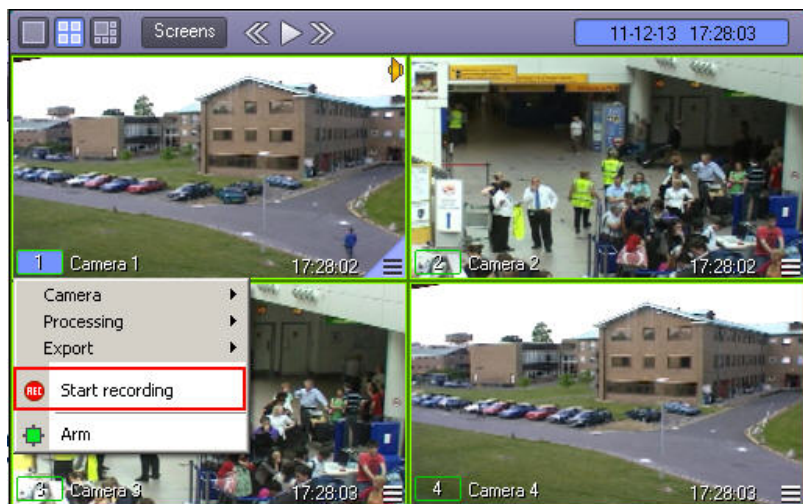 Screens
11-12-13 17:28:03
1 Camera 1 17:28:02
2 Camera 2 17:28:02
Camera
Processing
Export
REC Start recording
Arm
3 Camera 3 17:28:03
4 Camera 4 17:28:03